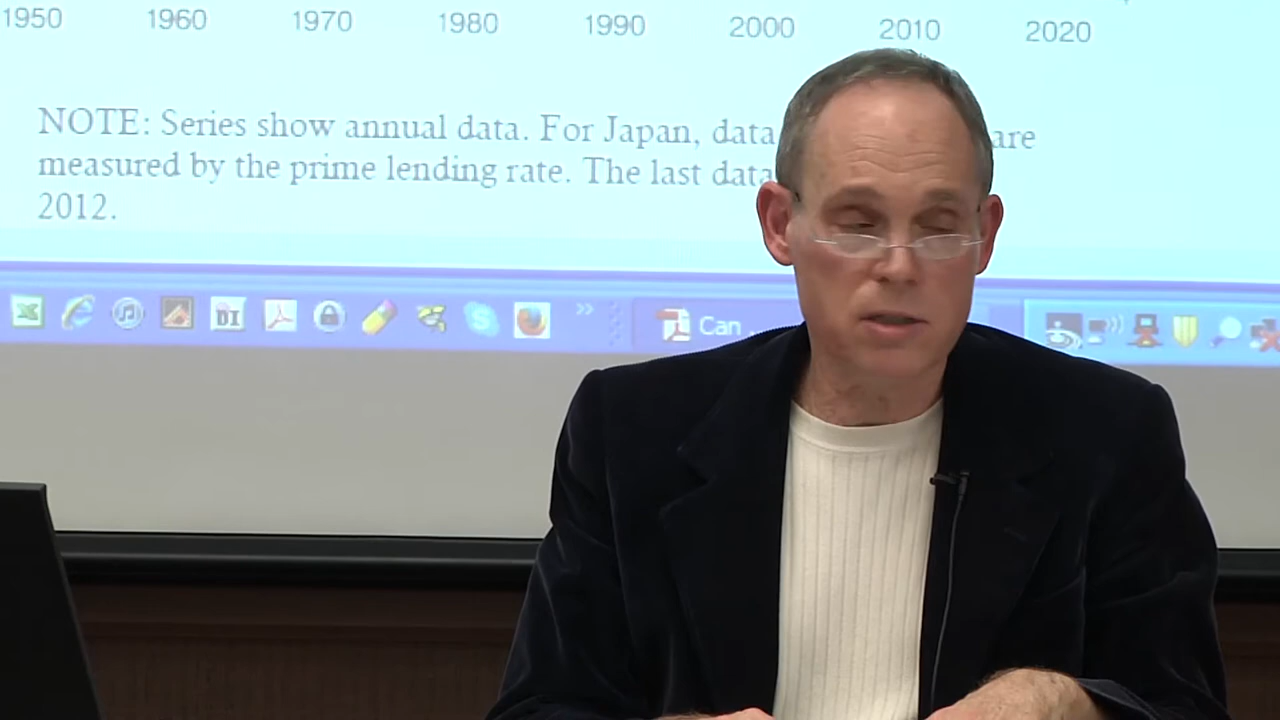 1950 1960 1970 1980 1990 2000 2010 2020
NOTE: Series show annual data. For Japan, data are
measured by the prime lending rate. The last data
2012.
DI Can